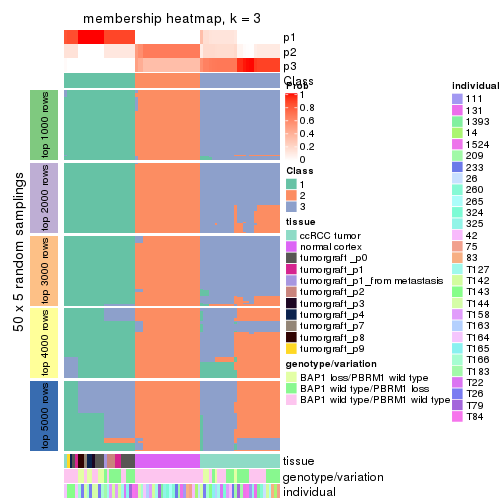 membership heatmap, k = 3
p1
p2
p3
Class
50 x 5 random samplings
top 1000 rows
top 2000 rows
top 3000 rows
top 4000 rows
top 5000 rows
tissue
genotype/variation
individual
Prob
1
0.8
0.6
0.4
0.2
0
Class
1
2
3
tissue
ccRCC tumor
normal cortex
tumorgraft_p0
tumorgraft_p1
tumorgraft_p1_from metastasis
tumorgraft_p2
tumorgraft_p3
tumorgraft_p4
tumorgraft_p7
tumorgraft_p8
tumorgraft_p9
genotype/variation
BAP1 loss/PBRM1 wild type
BAP1 wild type/PBRM1 loss
BAP1 wild type/PBRM1 wild type
individual
111
131
1393
14
1524
209
233
26
260
265
324
325
42
75
83
T127
T142
T143
T144
T158
T163
T164
T165
T166
T183
T22
T26
T79
T84